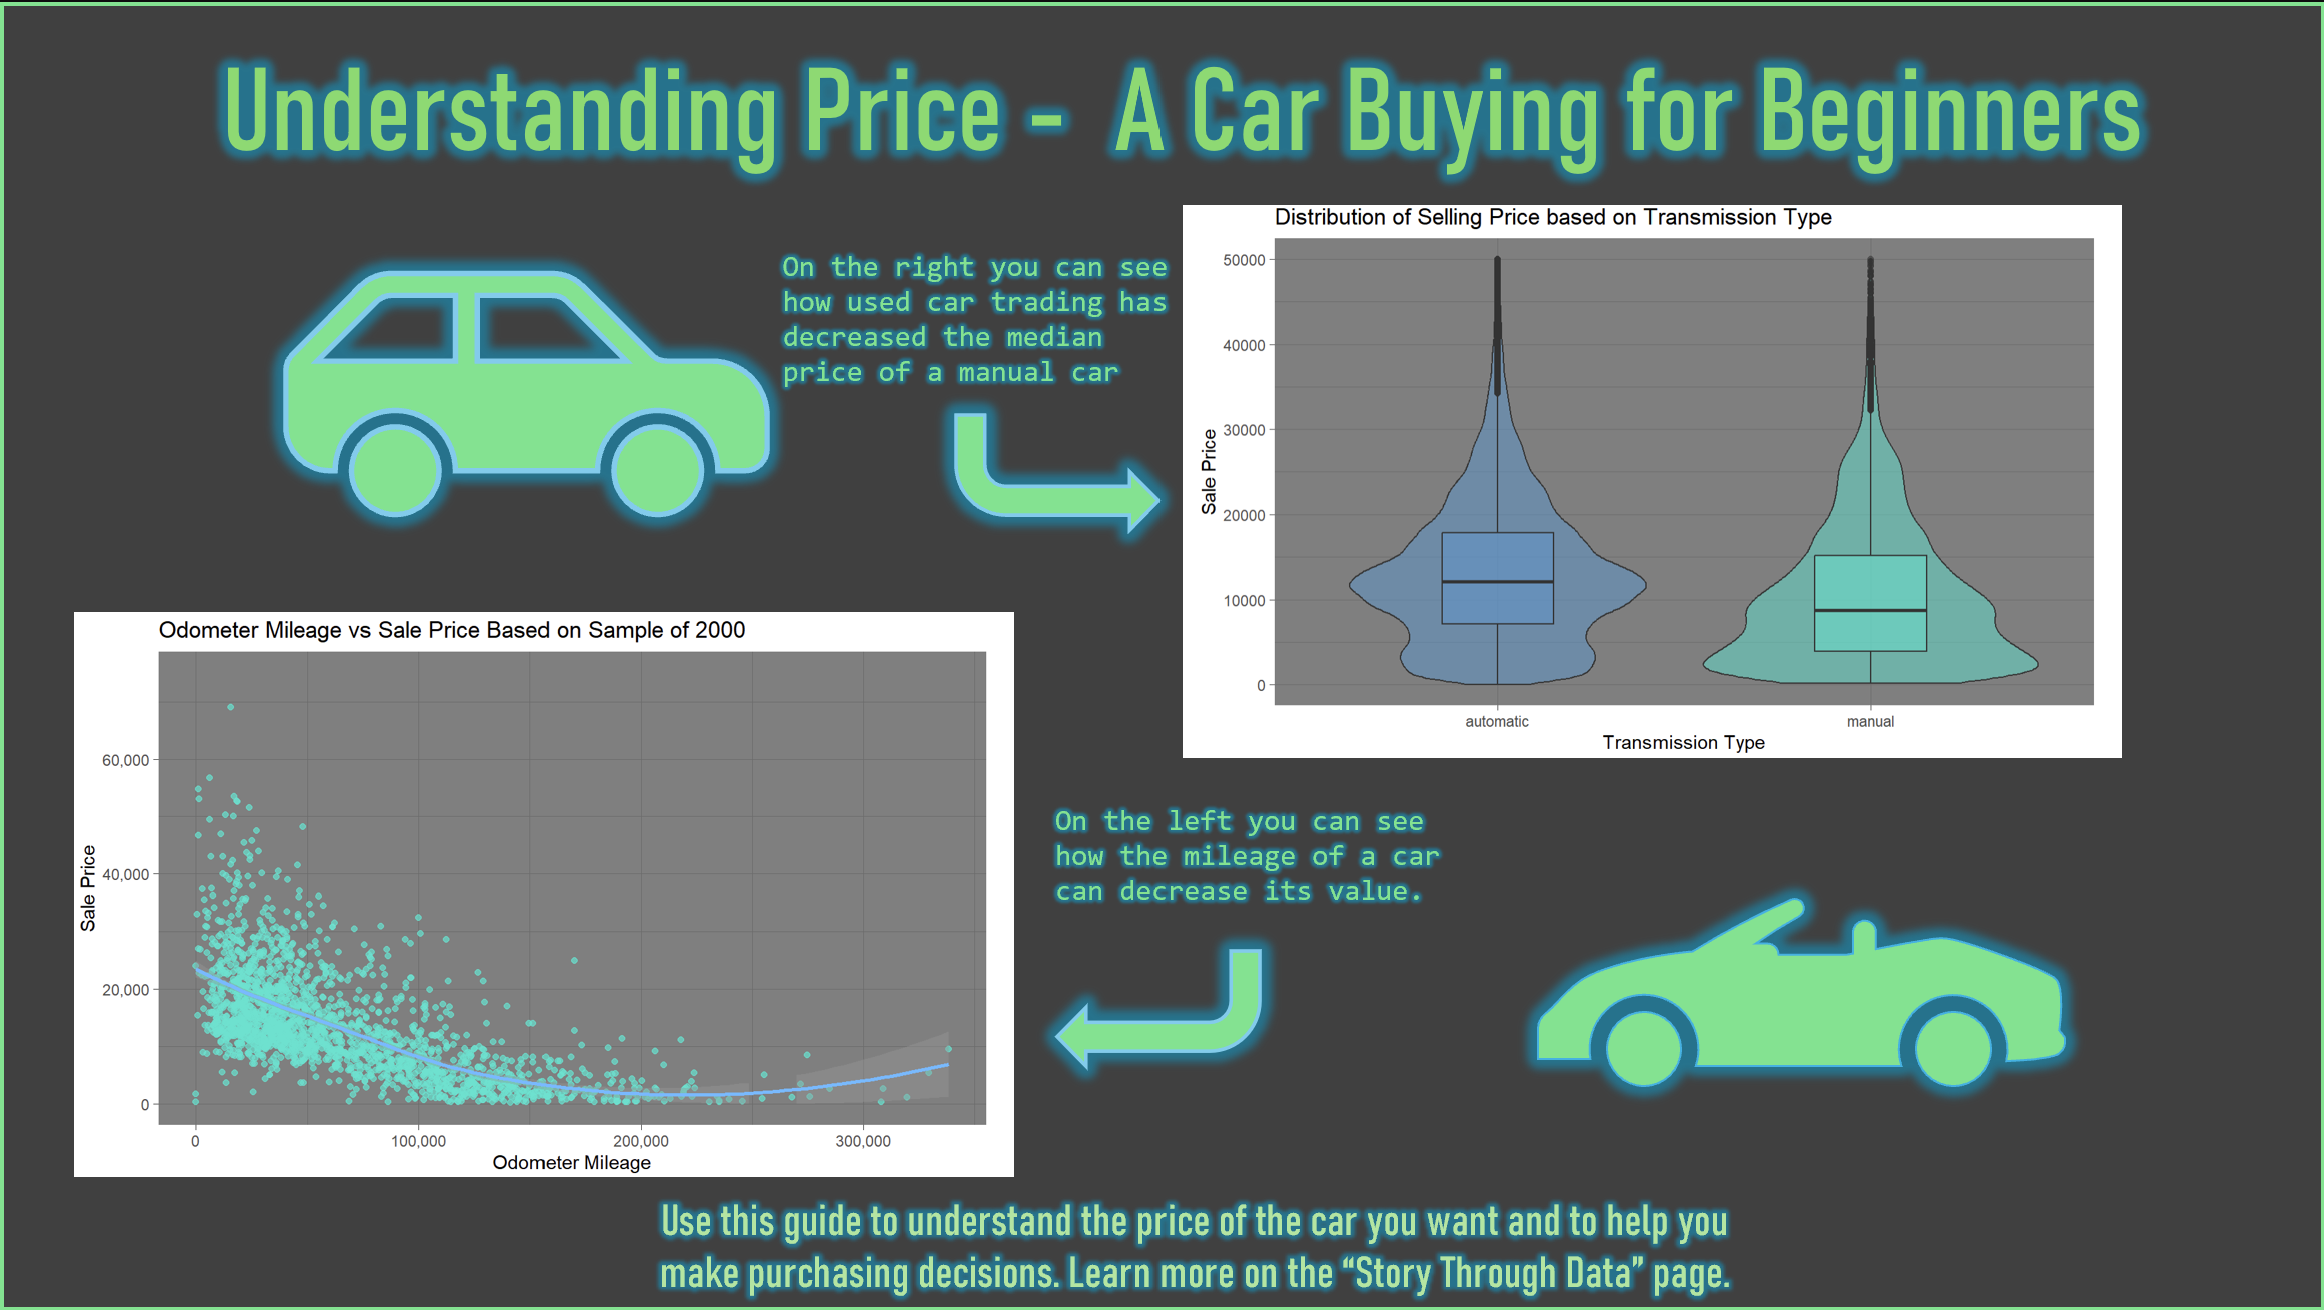 Understanding Price - A Car Buying for Beginners
On the right you can see
how used car trading has
decreased the median
price of a manual car
Distribution of Selling Price based on Transmission Type
50000
40000
30000
20000
10000
0
Sale Price
automatic
manual
Transmission Type
Odometer Mileage vs Sale Price Based on Sample of 2000
60,000
40,000
20,000
0
Sale Price
0
100,000
200,000
300,000
Odometer Mileage
On the left you can see
how the mileage of a car
can decrease its value.
Use this guide to understand the price of the car you want and to help you
make purchasing decisions. Learn more on the “Story Through Data” page.